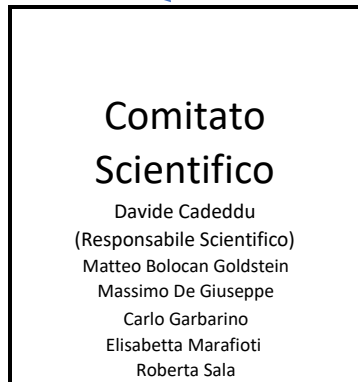 Comitato
Scientifico
Davide Cadeddu
(Responsabile Scientifico)
Matteo Bolocan Goldstein
Massimo De Giuseppe
Carlo Garbarino
Elisabetta Marafioti
Roberta Sala